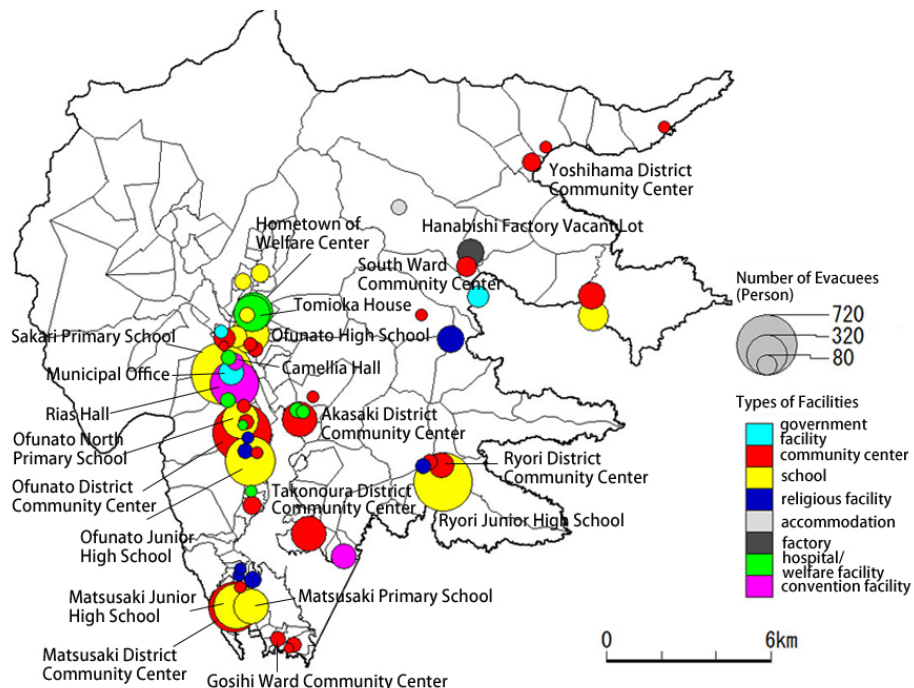 Yoshihama District
Community Center
Hanabishi Factory Vacant Lot
Hometown of
Welfare Center
South Ward
Community Center
Tomioka House
Sakari Primary School
Ofunato High School
Municipal Office
Camellia Hall
Rias Hall
Akasaki District
Community Center
Ofunato North
Primary School
Ryori District
Community Center
Ofunato District
Community Center
Takonoura District
Community Center
Ryori Junior High School
Ofunato Junior
High School
Matsusaki Junior
High School
Matsusaki Primary School
Matsusaki District
Community Center
Gosihi Ward Community Center
Number of Evacuees
(Person)
720
320
80
Types of Facilities
government
facility
community center
school
religious facility
accommodation
factory
hospital/
welfare facility
convention facility
0 6km